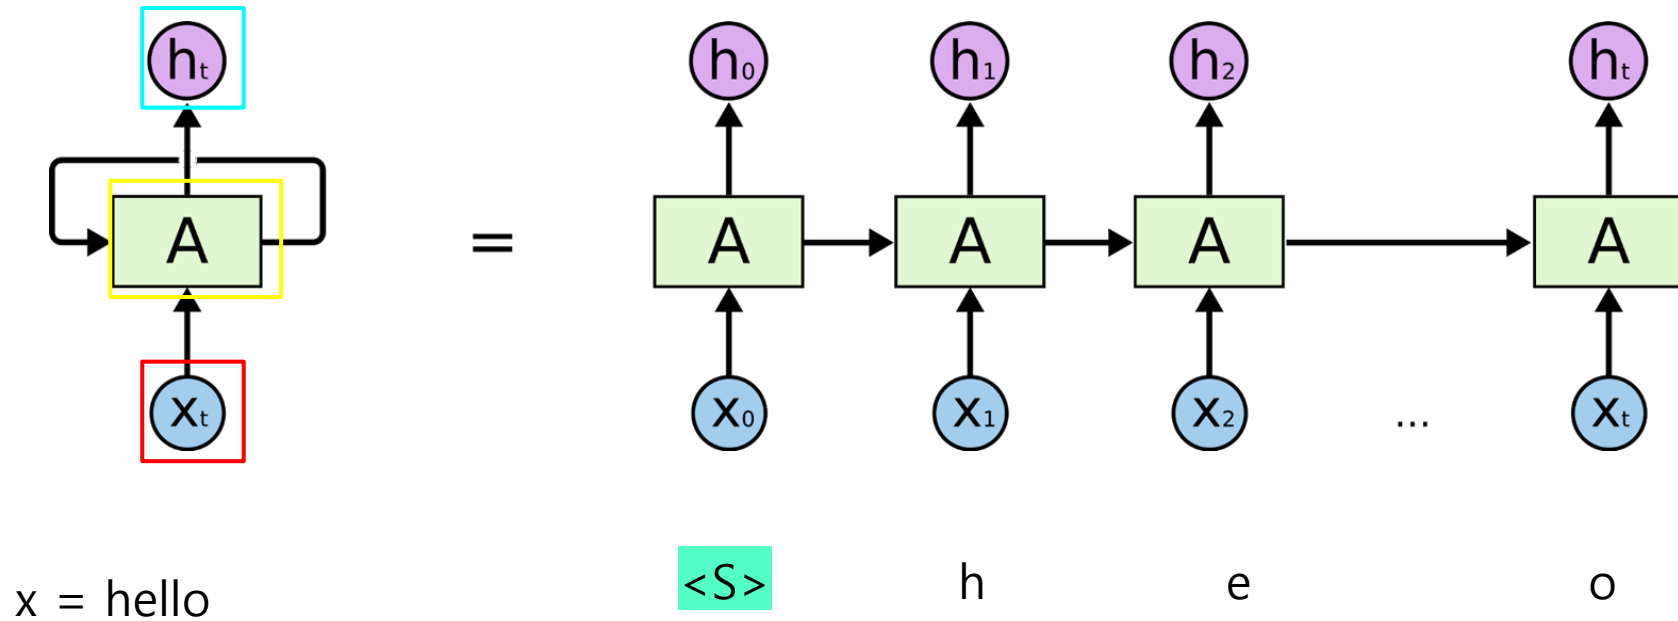 hₜ h₀ h₁ h₂ hₜ
A = A A A A
xₜ x₀ x₁ x₂ ... xₜ
<S> h e o
x = hello